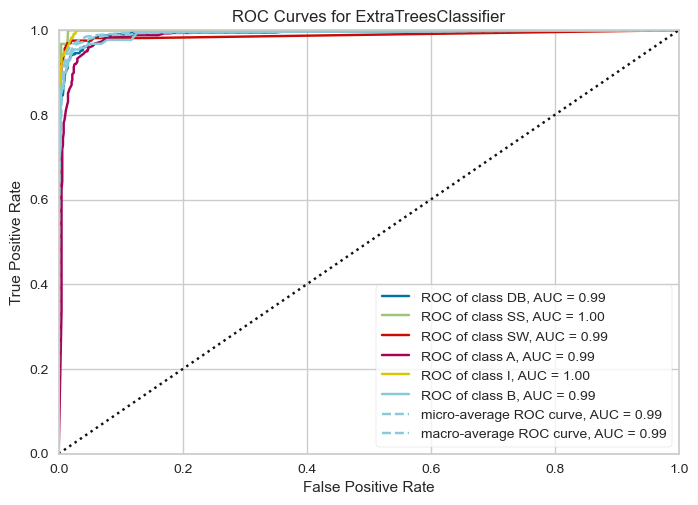 ROC Curves for ExtraTreesClassifier
1.0
0.8
0.6
0.4
0.2
0.0
True Positive Rate
ROC of class DB, AUC = 0.99
ROC of class SS, AUC = 1.00
ROC of class SW, AUC = 0.99
ROC of class A, AUC = 0.99
ROC of class I, AUC = 1.00
ROC of class B, AUC = 0.99
micro-average ROC curve, AUC = 0.99
macro-average ROC curve, AUC = 0.99
0.0 0.2 0.4 0.6 0.8 1.0
False Positive Rate